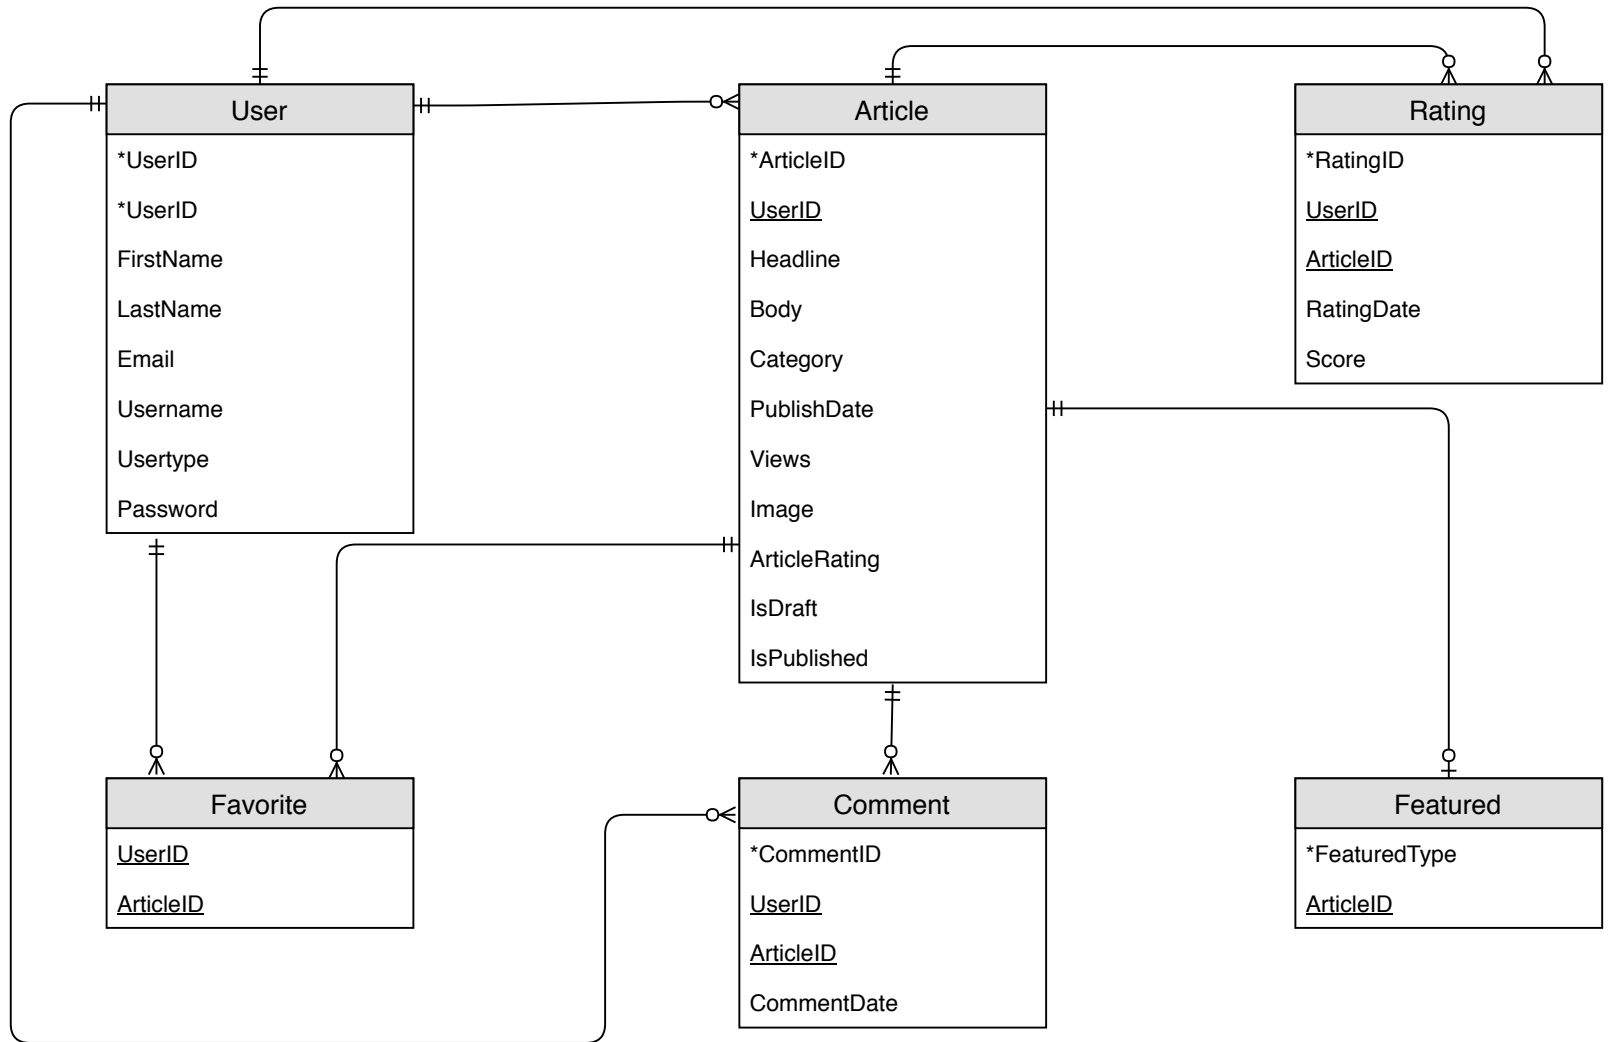 User
*UserID
*UserID
FirstName
LastName
Email
Username
Usertype
Password
Article
*ArticleID
UserID
Headline
Body
Category
PublishDate
Views
Image
ArticleRating
IsDraft
IsPublished
Rating
*RatingID
UserID
ArticleID
RatingDate
Score
Favorite
UserID
ArticleID
Comment
*CommentID
UserID
ArticleID
CommentDate
Featured
*FeaturedType
ArticleID